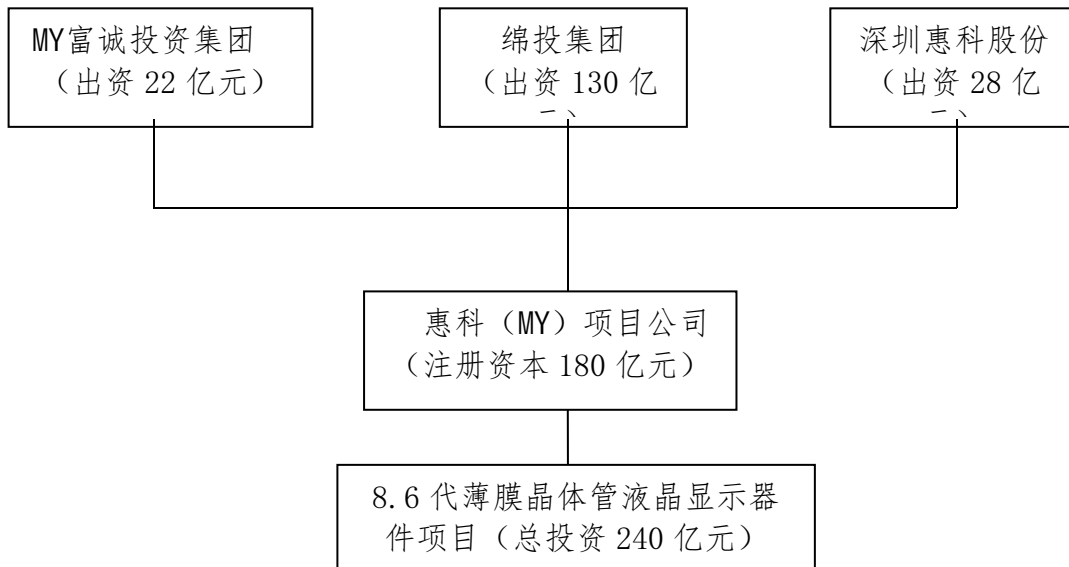 MY富诚投资集团
（出资 22 亿元）
绵投集团
（出资 130 亿
深圳惠科股份
（出资 28 亿
惠科（MY）项目公司
（注册资本 180 亿元）
8.6 代薄膜晶体管液晶显示器
件项目（总投资 240 亿元）